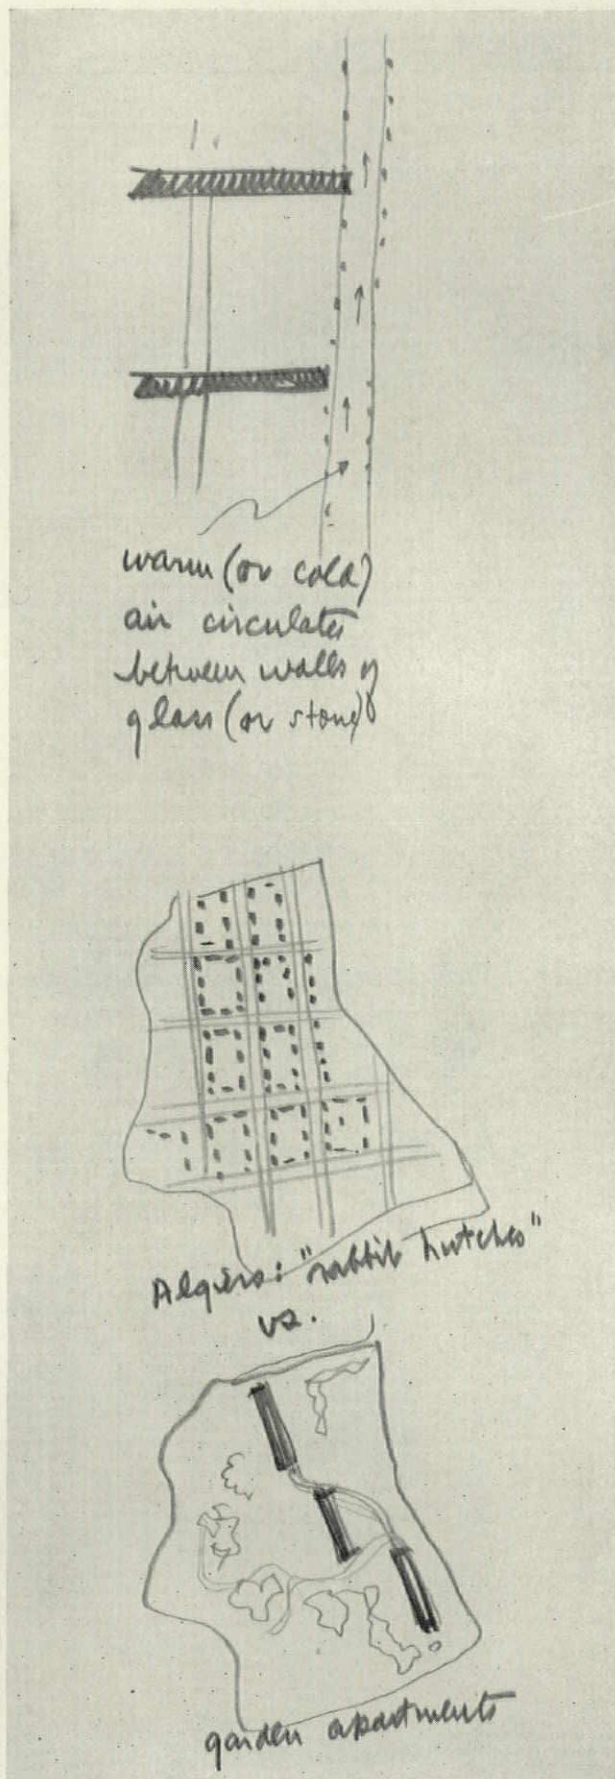 warm (or cold)
air circulates
between walls of
glass (or stone)
Algiers: "rabbit hutches"
vs.
garden apartments